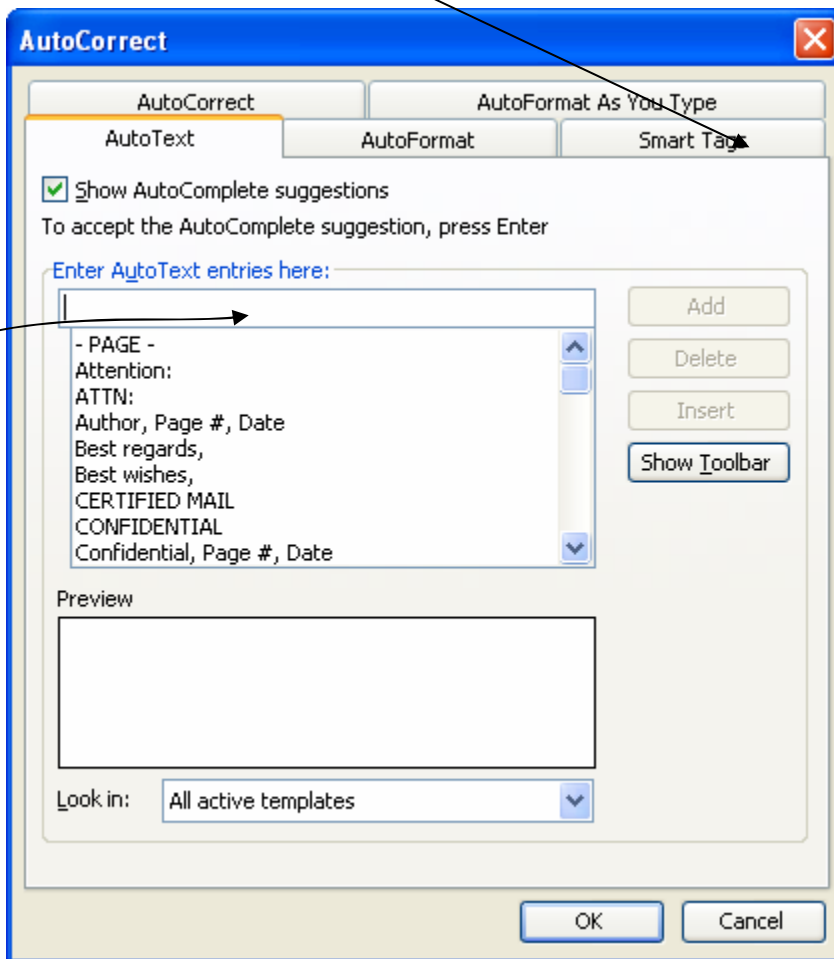 AutoCorrect
AutoCorrect AutoFormat As You Type
AutoText AutoFormat Smart Tags
Show AutoComplete suggestions
To accept the AutoComplete suggestion, press Enter
Enter AutoText entries here:
Add
- PAGE -
Attention:
Delete
ATTN:
Author, Page #, Date
Insert
Best regards,
Best wishes,
Show Toolbar
CERTIFIED MAIL
CONFIDENTIAL
Confidential, Page #, Date
Preview
Look in: All active templates
OK Cancel